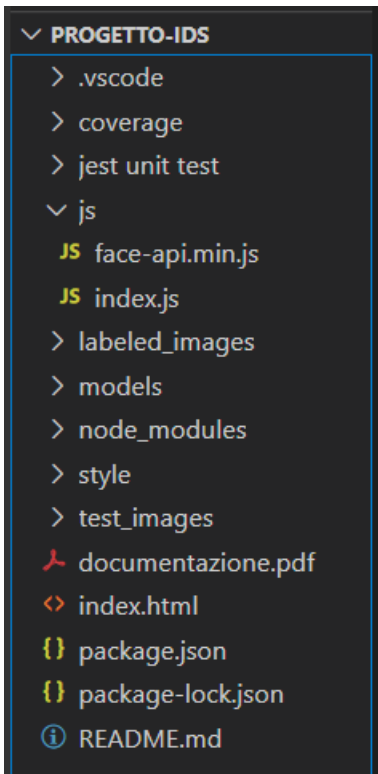 PROGETTO-IDS
.vscode
coverage
jest unit test
js
JS face-api.min.js
JS index.js
labeled_images
models
node_modules
style
test_images
documentazione.pdf
<> index.html
{} package.json
{} package-lock.json
README.md